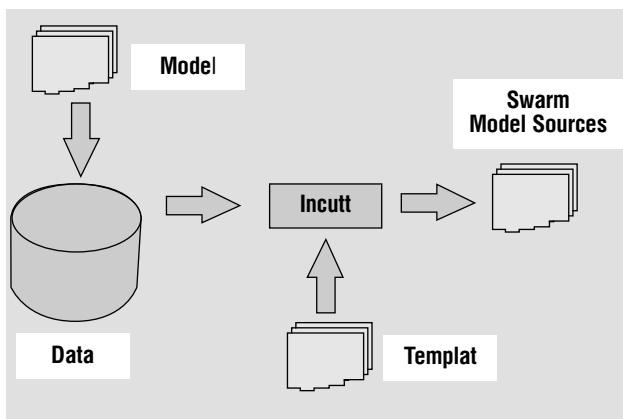 Model
Swarm
Model Sources
Incutt
Data
Templat